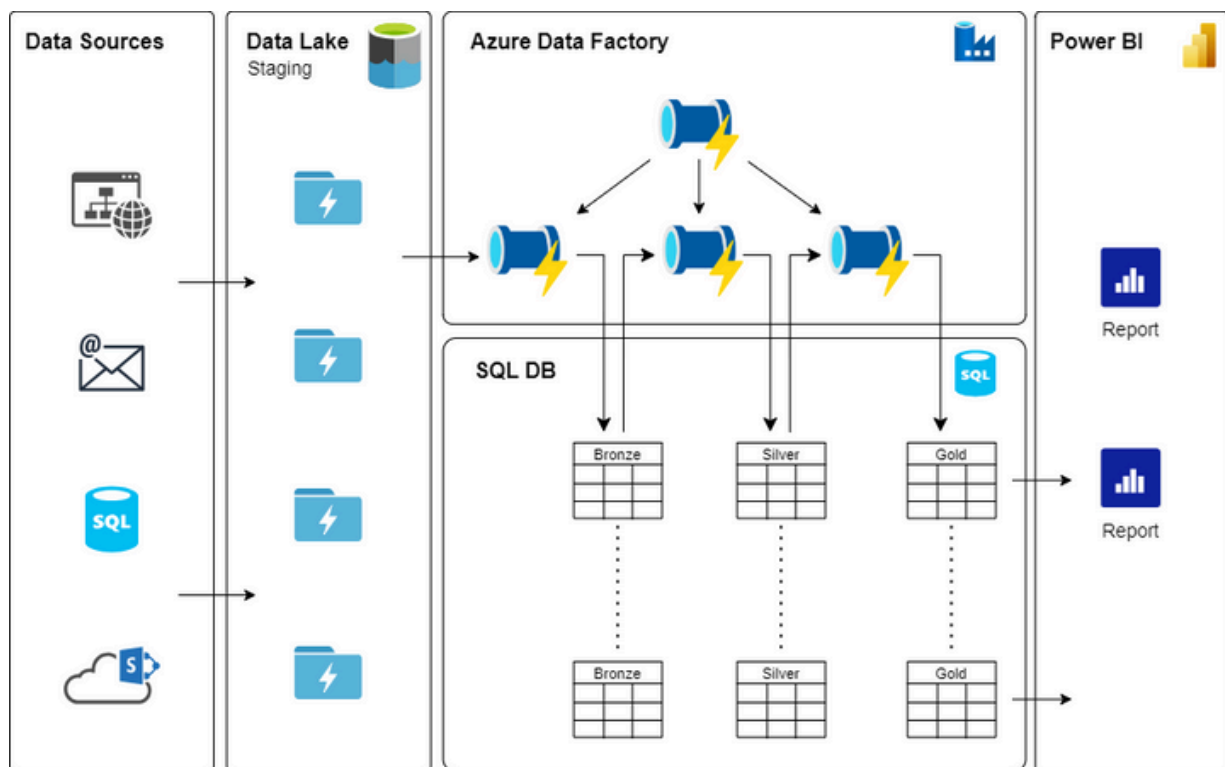 Data Sources
@
SQL
S
Data Lake
Staging
Azure Data Factory
SQL DB
SQL
Bronze
Silver
Gold
Bronze
Silver
Gold
Power BI
Report
Report